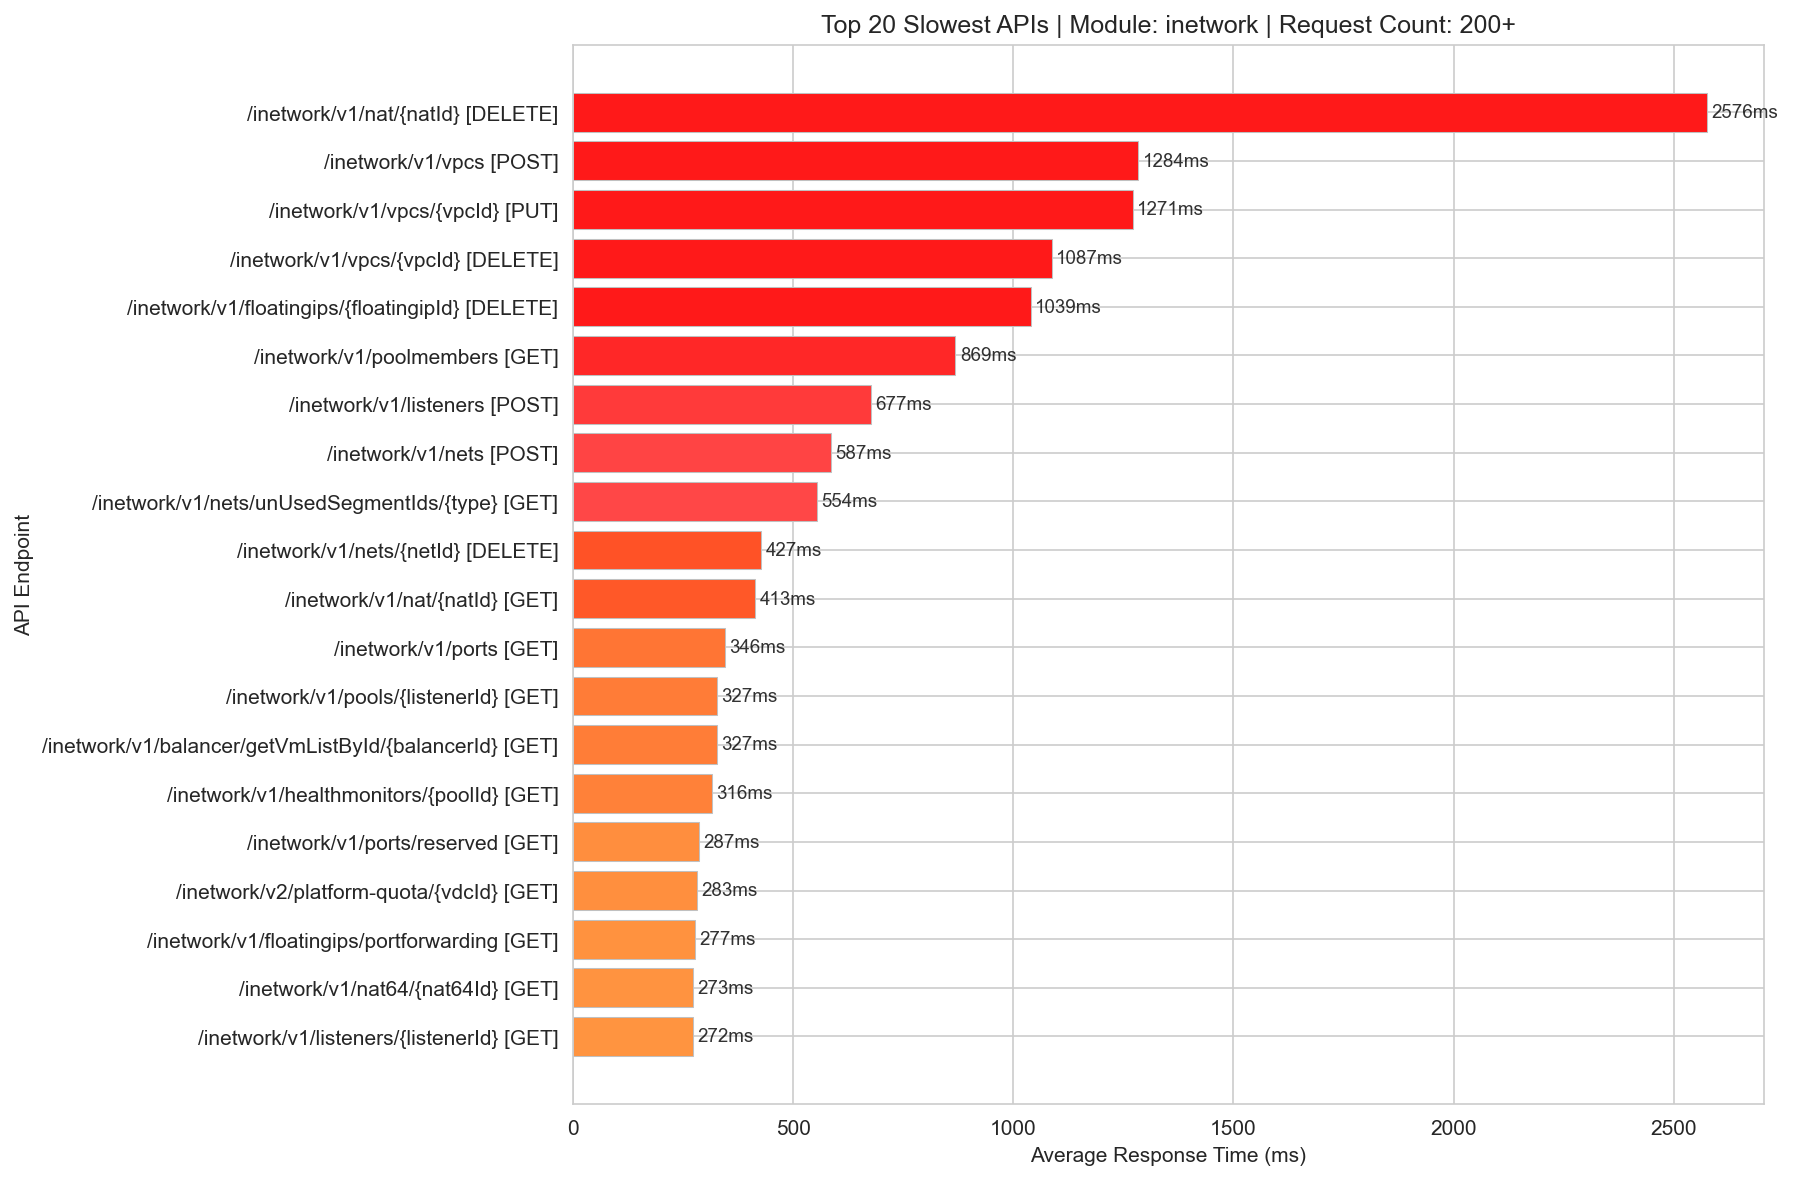 Top 20 Slowest APIs | Module: inetwork | Request Count: 200+
API Endpoint
/inetwork/v1/nat/{natId} [DELETE] 2576ms
/inetwork/v1/vpcs [POST] 1284ms
/inetwork/v1/vpcs/{vpcId} [PUT] 1271ms
/inetwork/v1/vpcs/{vpcId} [DELETE] 1087ms
/inetwork/v1/floatingips/{floatingipId} [DELETE] 1039ms
/inetwork/v1/poolmembers [GET] 869ms
/inetwork/v1/listeners [POST] 677ms
/inetwork/v1/nets [POST] 587ms
/inetwork/v1/nets/unUsedSegmentIds/{type} [GET] 554ms
/inetwork/v1/nets/{netId} [DELETE] 427ms
/inetwork/v1/nat/{natId} [GET] 413ms
/inetwork/v1/ports [GET] 346ms
/inetwork/v1/pools/{listenerId} [GET] 327ms
/inetwork/v1/balancer/getVmListById/{balancerId} [GET] 327ms
/inetwork/v1/healthmonitors/{poolId} [GET] 316ms
/inetwork/v1/ports/reserved [GET] 287ms
/inetwork/v2/platform-quota/{vdcId} [GET] 283ms
/inetwork/v1/floatingips/portforwarding [GET] 277ms
/inetwork/v1/nat64/{nat64Id} [GET] 273ms
/inetwork/v1/listeners/{listenerId} [GET] 272ms
0 500 1000 1500 2000 2500
Average Response Time (ms)